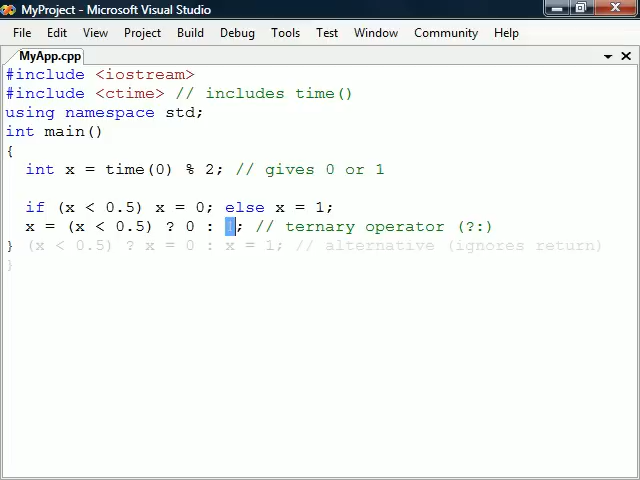 MyProject - Microsoft Visual Studio
File Edit View Project Build Debug Tools Test Window Community Help
MyApp.cpp
#include <iostream>
#include <ctime> // includes time()
using namespace std;
int main()
{
int x = time(0) % 2; // gives 0 or 1
if (x < 0.5) x = 0; else x = 1;
x = (x < 0.5) ? 0 : 1; // ternary operator (?:)
} (x < 0.5) ? x = 0 : x = 1; // alternative (ignores return)
}